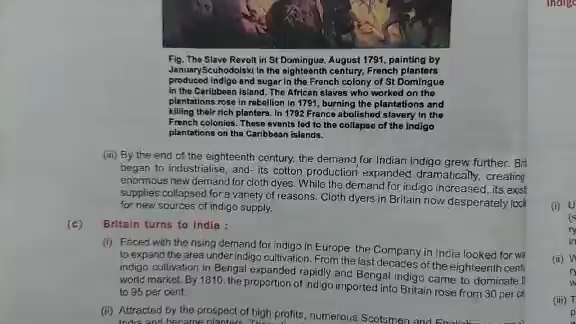 Fig. The Slave Revolt in St Domingue, August 1791, painting by
JanuaryScuhodolski In the eighteenth century, French planters
produced indigo and sugar in the French colony of St Domingue
in the Caribbean island. The African slaves who worked on the
plantations rose in rebellion in 1791, burning the plantations and
killing their rich planters. In 1792 France abolished slavery in the
French colonies. These events led to the collapse of the indigo
plantations on the Caribbean islands.
(iii) By the end of the eighteenth century, the demand for Indian indigo grew further.
began to industrialise, and- its cotton production expanded dramatically, creating
enormous new demand for cloth dyes. While the demand for indigo increased, its
supplies collapsed for a variety of reasons. Cloth dyers in Britain now desperately
for new sources of indigo supply.
(c) Britain turns to India :
(i) Faced with the rising demand for indigo in Europe, the Company in India looked for
to expand the area under indigo cultivation. From the last decades of the eighteenth
indigo cultivation in Bengal expanded rapidly and Bengal indigo came to dominate
world market. By 1810, the proportion of indigo imported into Britain rose from 30 per
to 95 per cent.
(ii) Attracted by the prospect of high profits, numerous Scotsmen and
India and became planters.
(i)
(ii)
(iii)